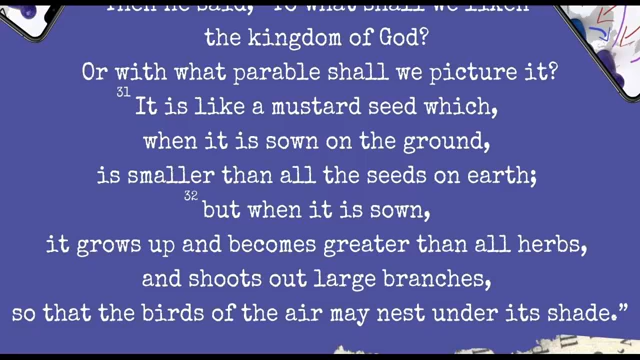 Then He said, "To what shall we liken
the kingdom of God?
Or with what parable shall we picture it?
31 It is like a mustard seed which,
when it is sown on the ground,
is smaller than all the seeds on earth;
32 but when it is sown,
it grows up and becomes greater than all herbs,
and shoots out large branches,
so that the birds of the air may nest under its shade.”